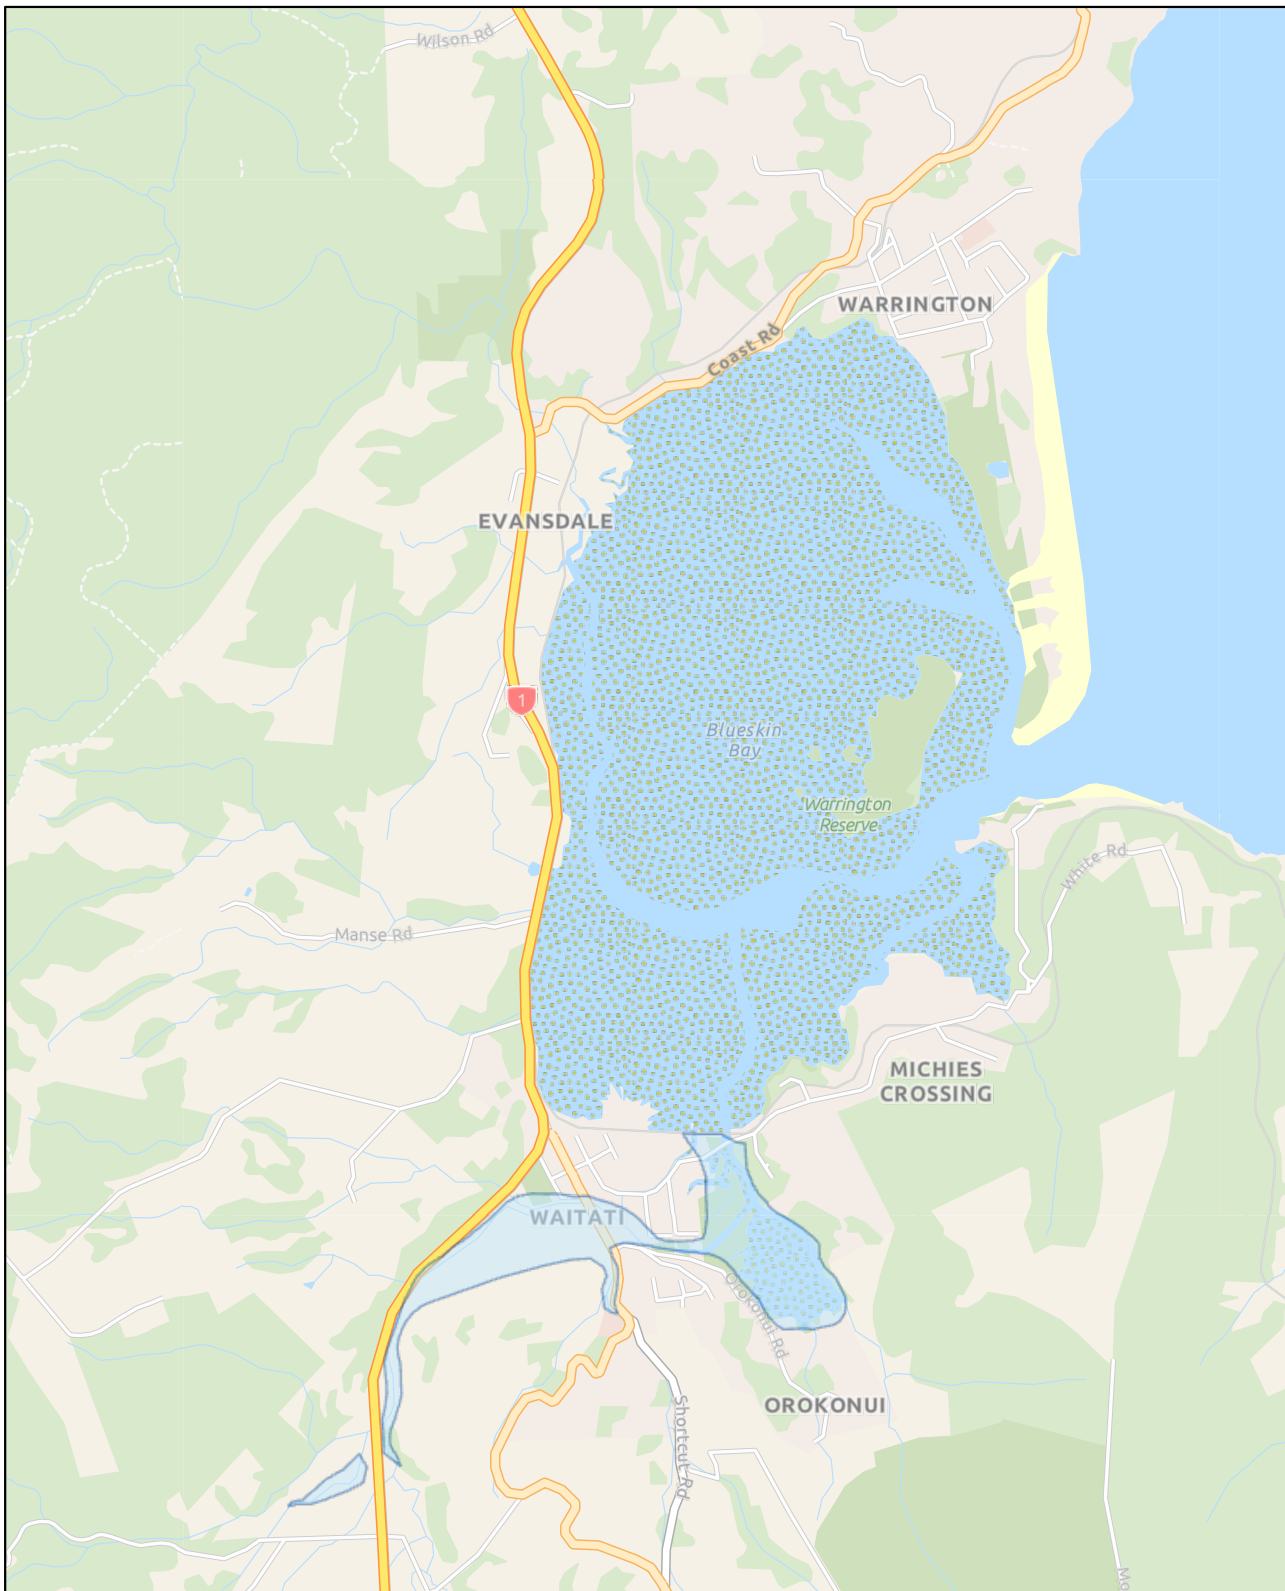 Wilson Rd
WARRINGTON
Coast Rd
EVANSDALE
1
Blueskin
Bay
Warrington
Reserve
White Rd
Manse Rd
MICHIES
CROSSING
WAITATI
Orokonui Rd
OROKONUI
Shortcut Rd
Mo